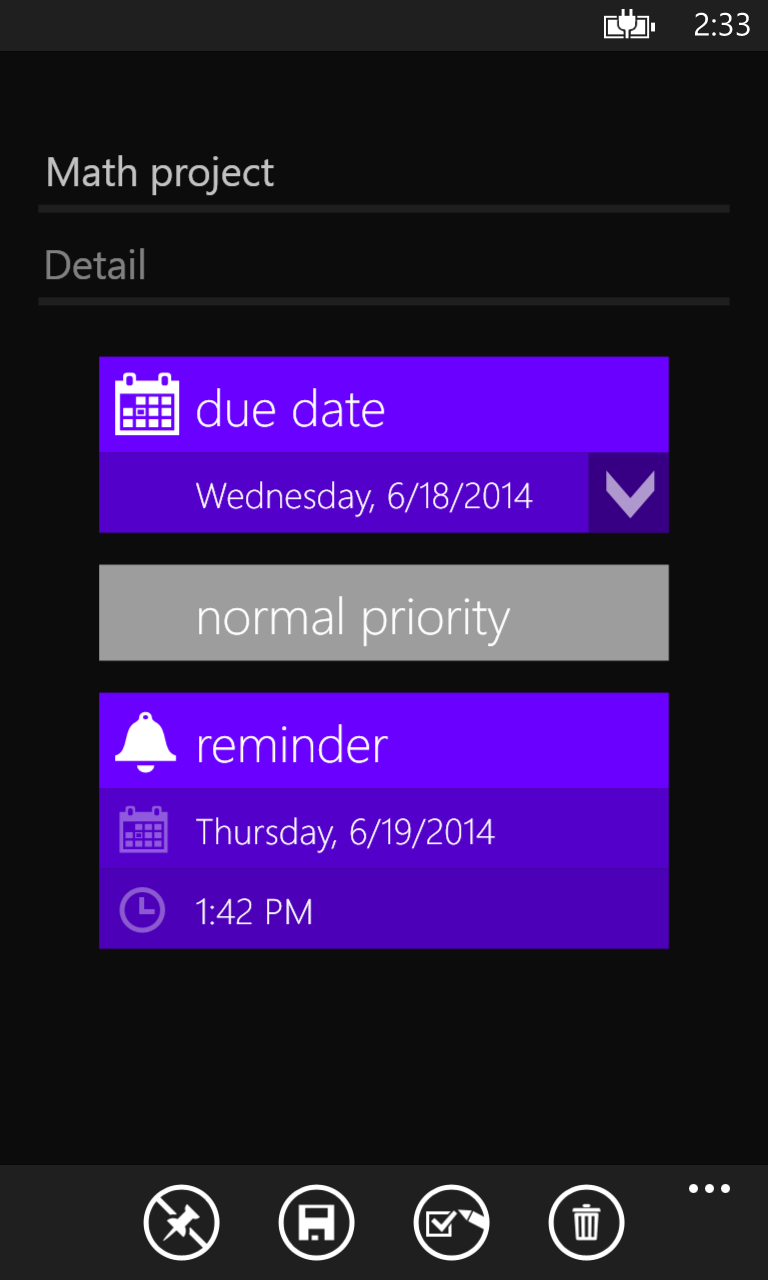 2:33
Math project
Detail
due date
Wednesday, 6/18/2014
normal priority
reminder
Thursday, 6/19/2014
1:42 PM